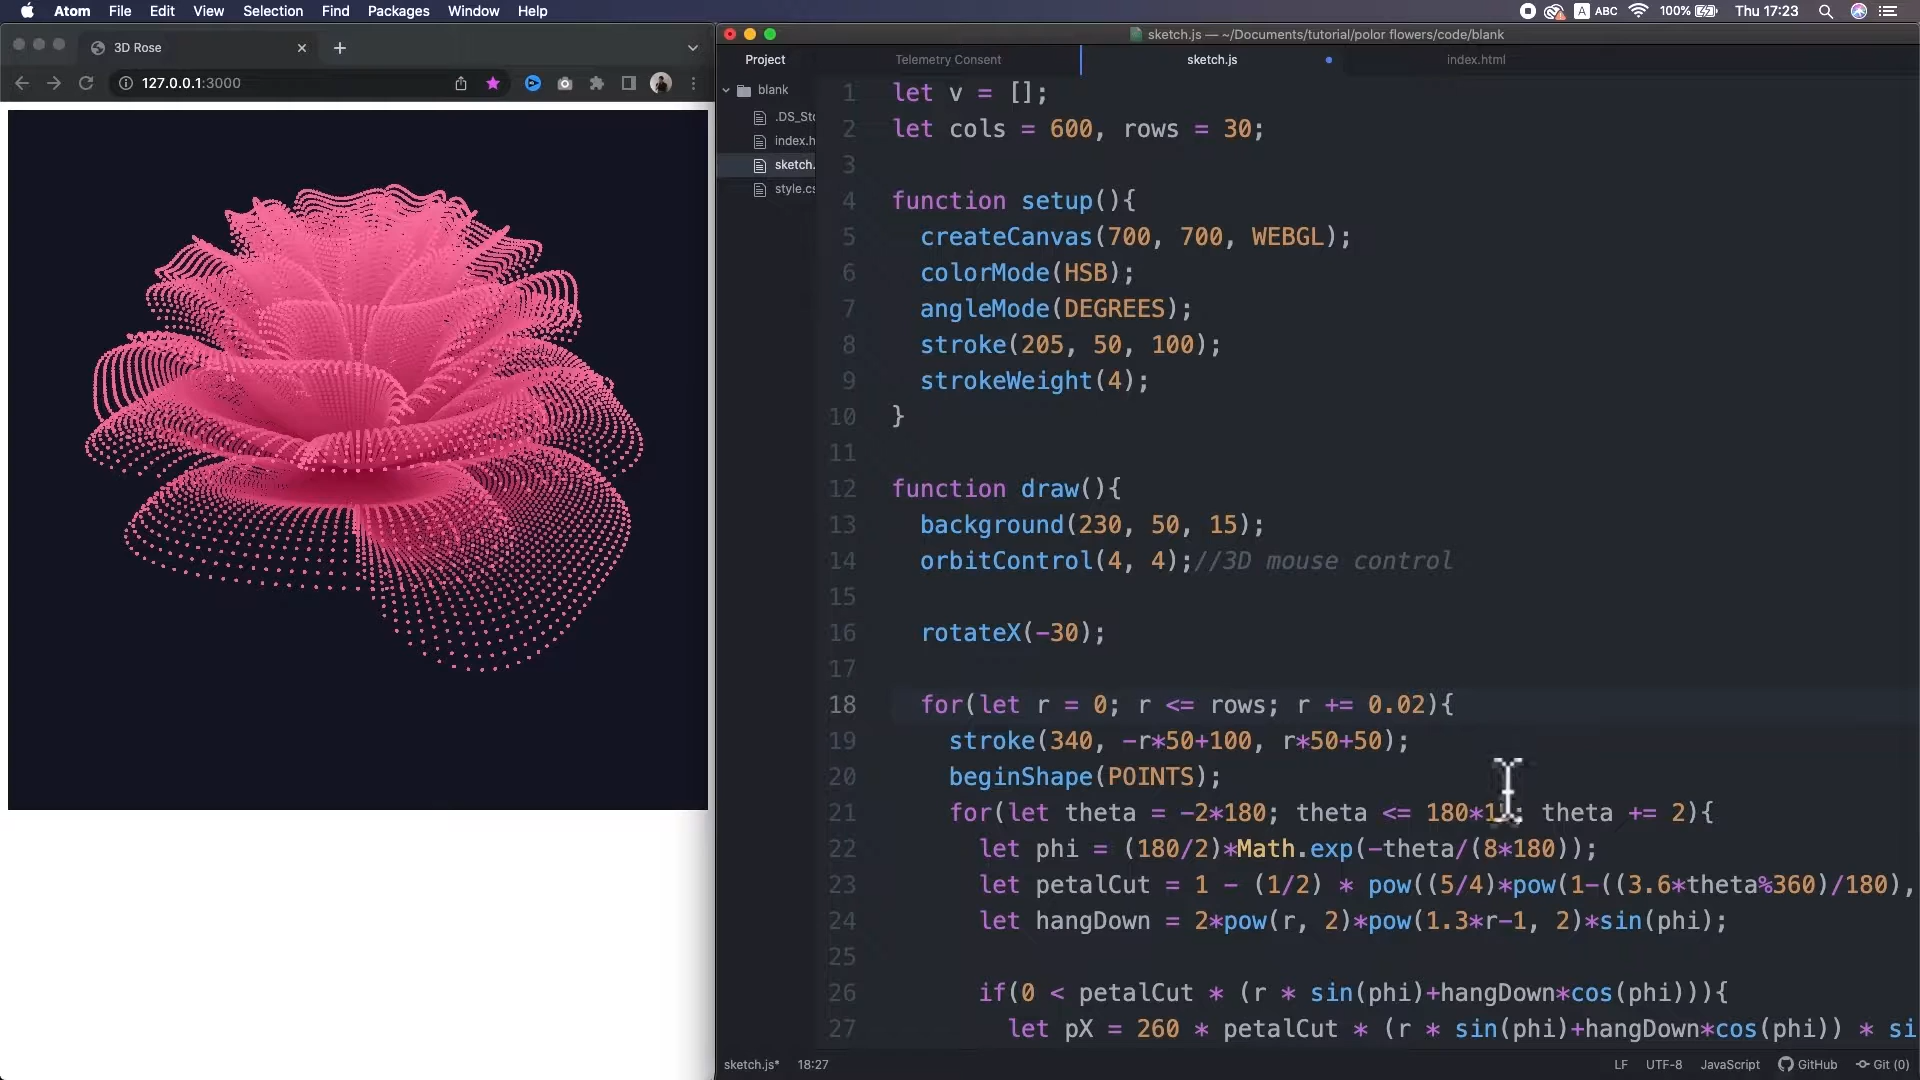 Atom File Edit View Selection Find Packages Window Help
ABC 100% Thu 17:23
3D Rose
127.0.0.1:3000
sketch.js — ~/Documents/tutorial/polor flowers/code/blank
Project
Telemetry Consent
sketch.js
index.html
blank
.DS_Sto
index.h
sketch.
style.cs
1 let v = [];
2 let cols = 600, rows = 30;
3
4 function setup(){
5 createCanvas(700, 700, WEBGL);
6 colorMode(HSB);
7 angleMode(DEGREES);
8 stroke(205, 50, 100);
9 strokeWeight(4);
10 }
11
12 function draw(){
13 background(230, 50, 15);
14 orbitControl(4, 4);//3D mouse control
15
16 rotateX(-30);
17
18 for(let r = 0; r <= rows; r += 0.02){
19 stroke(340, -r*50+100, r*50+50);
20 beginShape(POINTS);
21 for(let theta = -2*180; theta <= theta += 2){
22 let phi = (180/2)*Math.exp(-theta/(8*180));
23 let petalCut = 1 - (1/2) * pow((5/4)*pow(1-((3.6*theta%360)/180),
24 let hangDown = 2*pow(r, 2)*pow(1.3*r-1, 2)*sin(phi);
25
26 if(0 < petalCut * (r * sin(phi)+hangDown*cos(phi))){
27 let pX = 260 * petalCut * (r * sin(phi)+hangDown*cos(phi)) * si
sketch.js* 18:27
LF UTF-8 JavaScript GitHub Git (0)